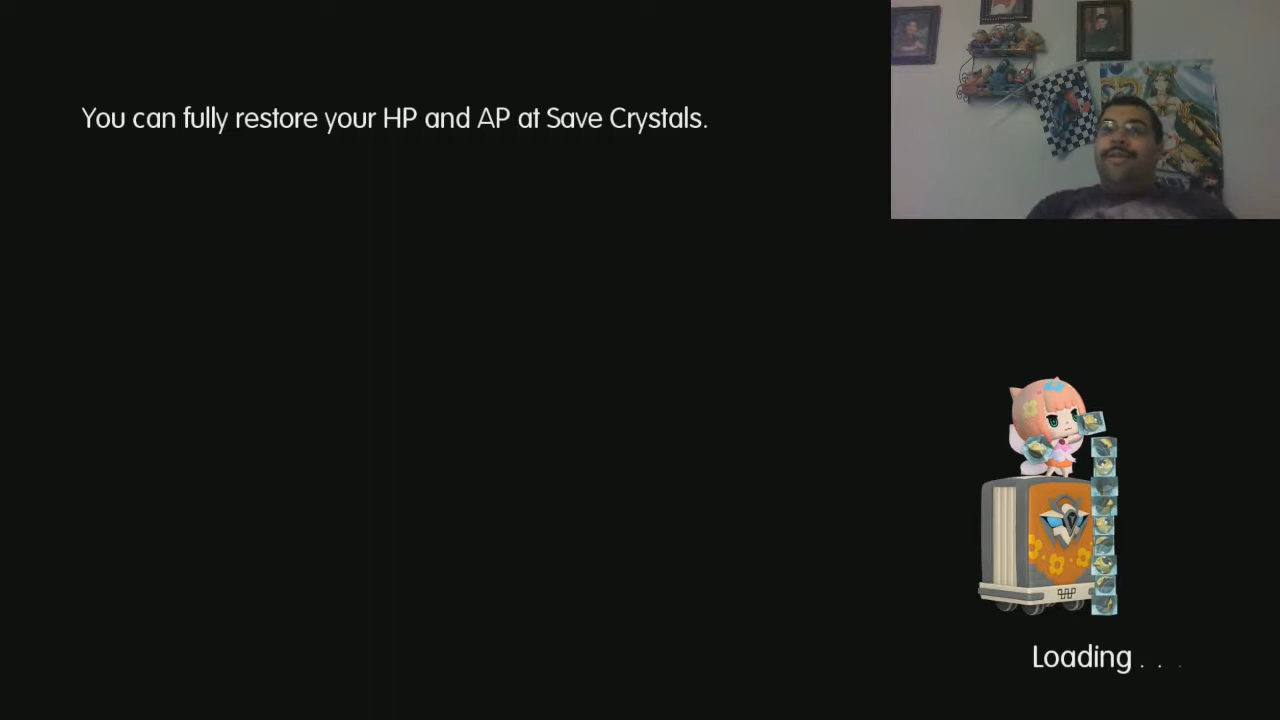 You can fully restore your HP and AP at Save Crystals.
Loading . . .